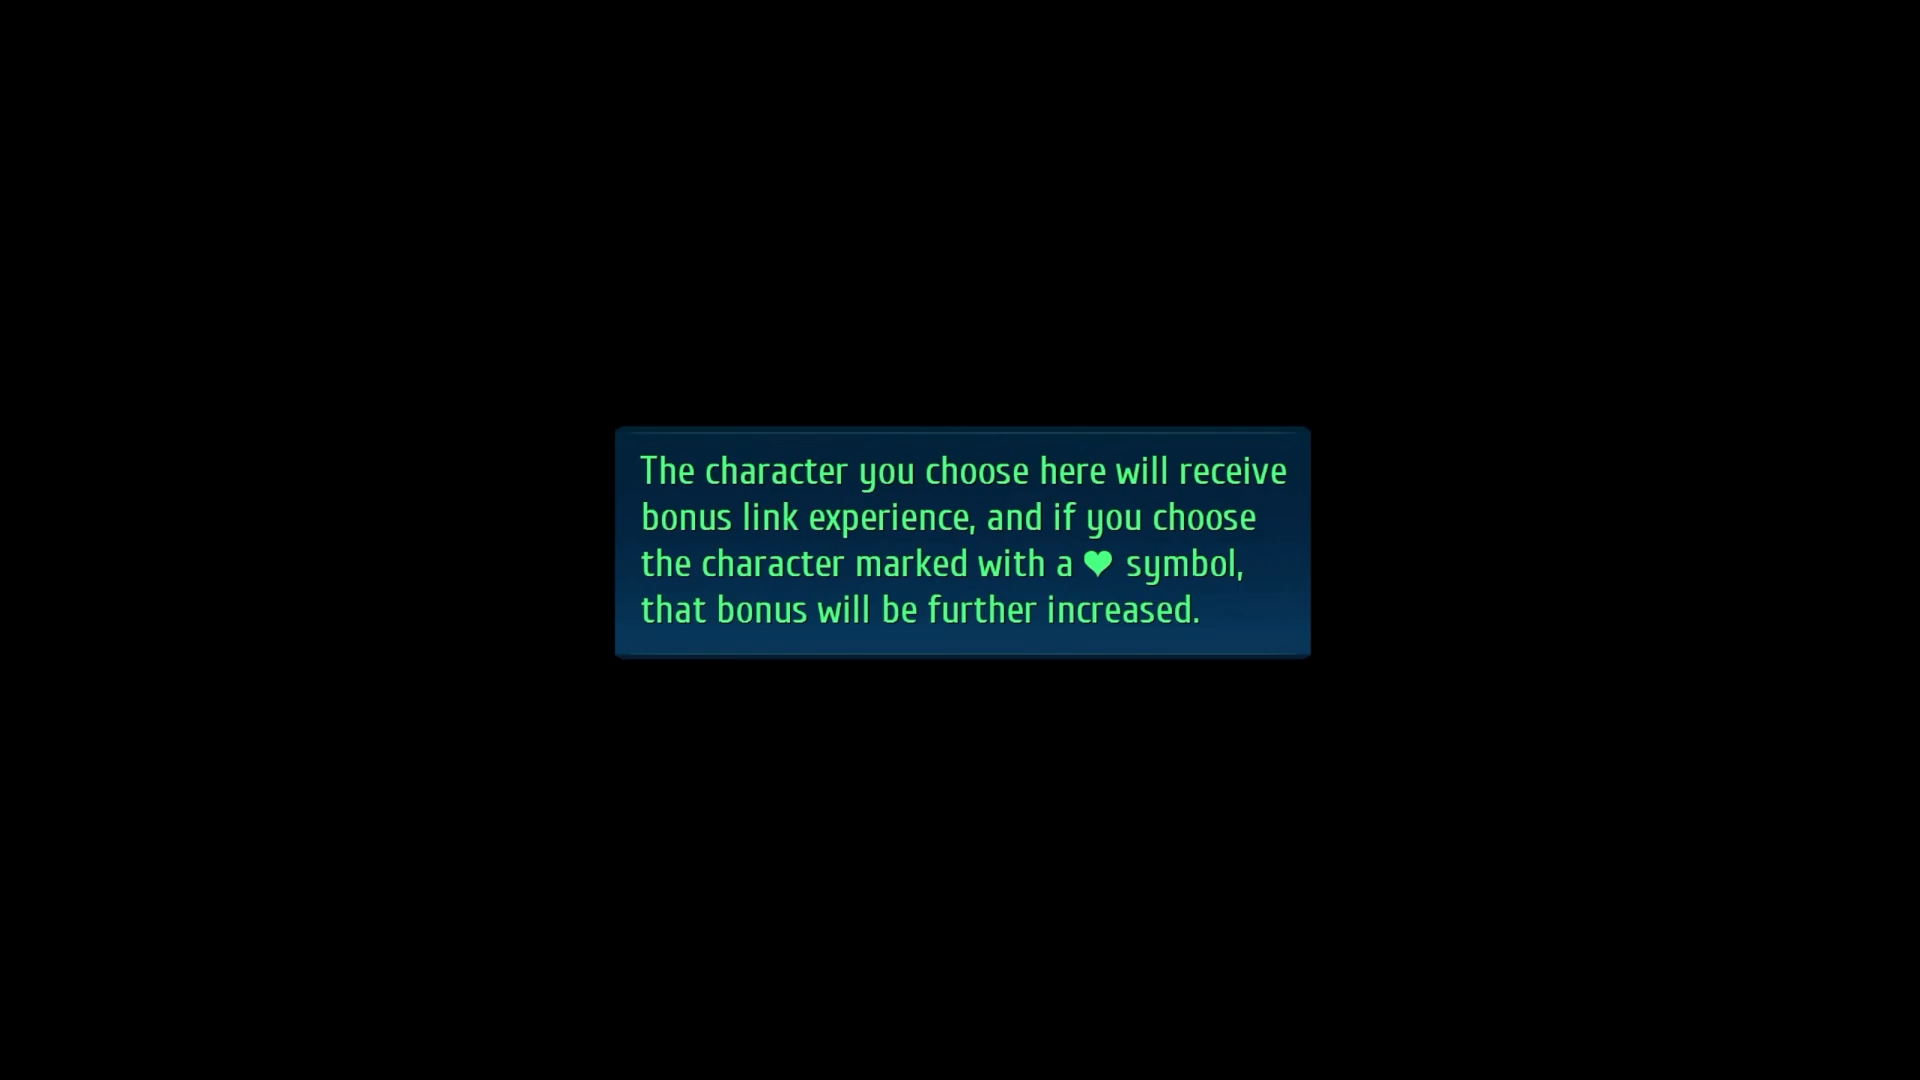 The character you choose here will receive
bonus link experience, and if you choose
the character marked with a ♥ symbol,
that bonus will be further increased.